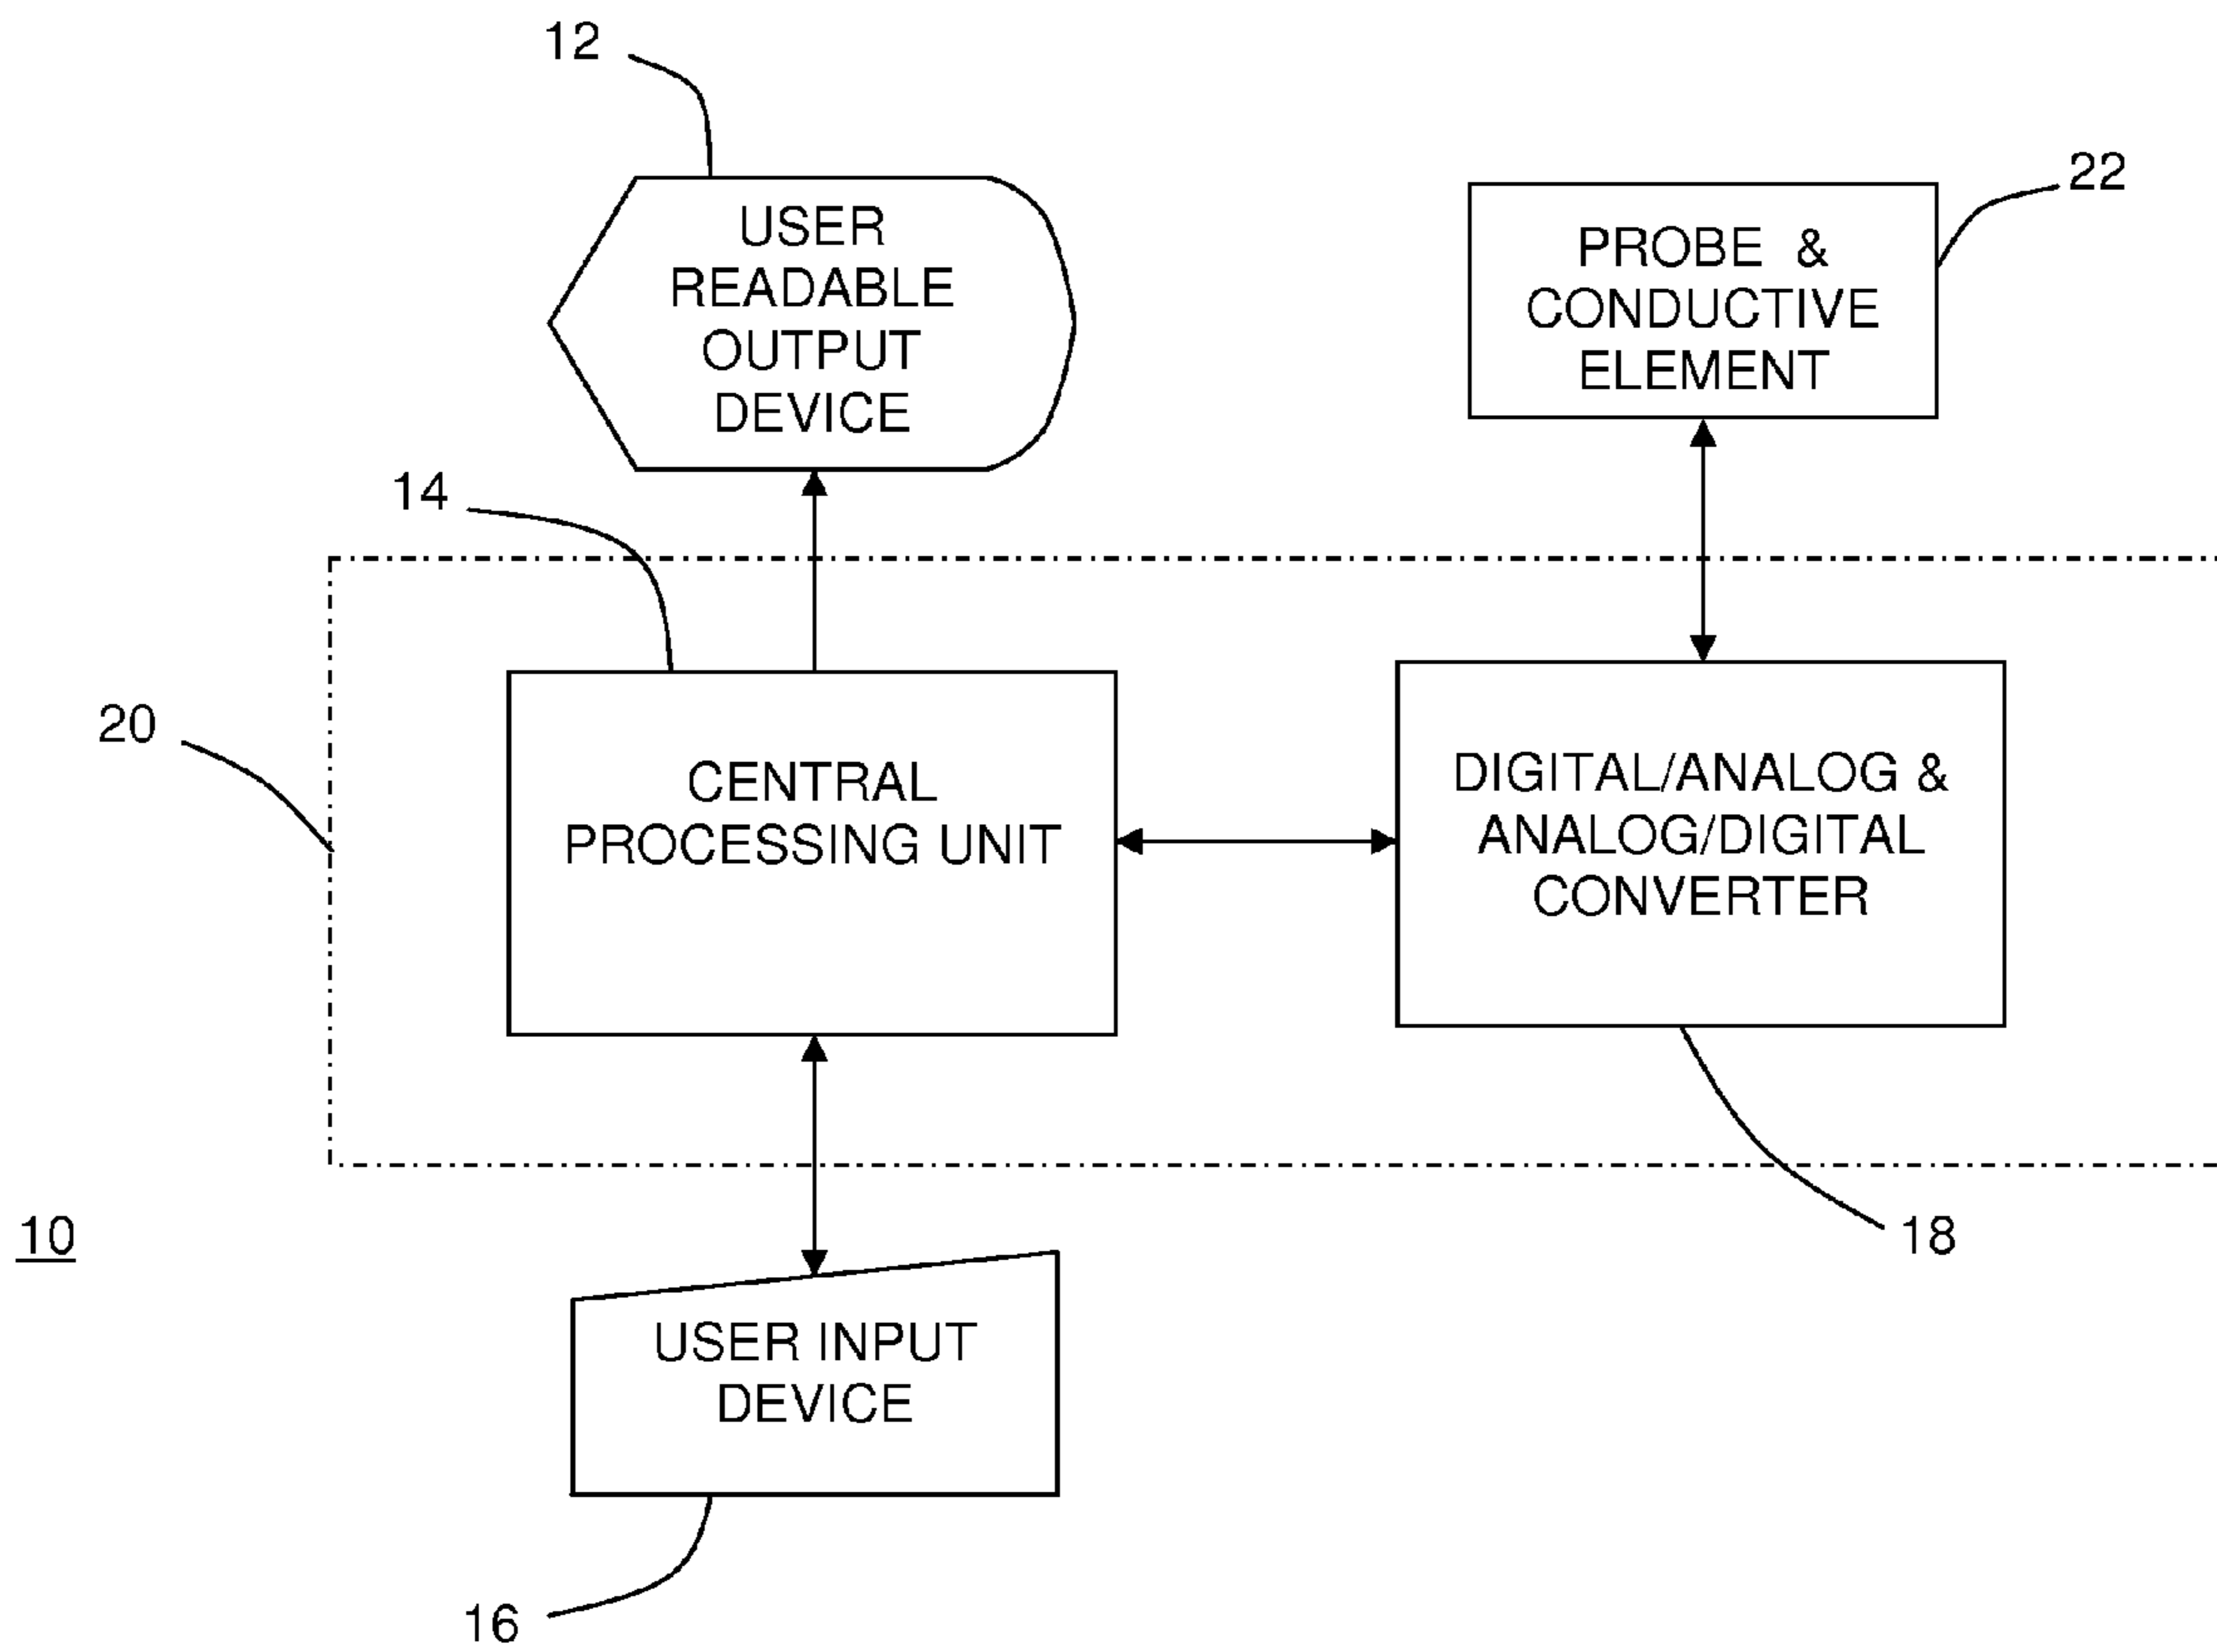 12
22
USER
READABLE
OUTPUT
DEVICE
PROBE &
CONDUCTIVE
ELEMENT
14
20
CENTRAL
PROCESSING UNIT
DIGITAL/ANALOG &
ANALOG/DIGITAL
CONVERTER
10
18
USER INPUT
DEVICE
16